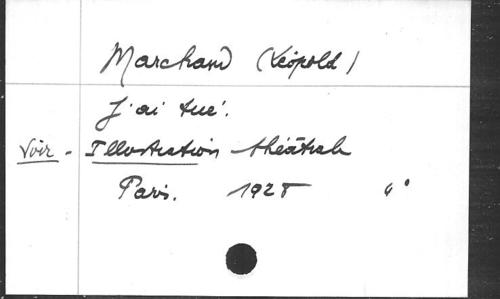 Marchand (Léopold)
J'ai tué.
Voir - Illustration théâtrale
Paris. 1928 4°